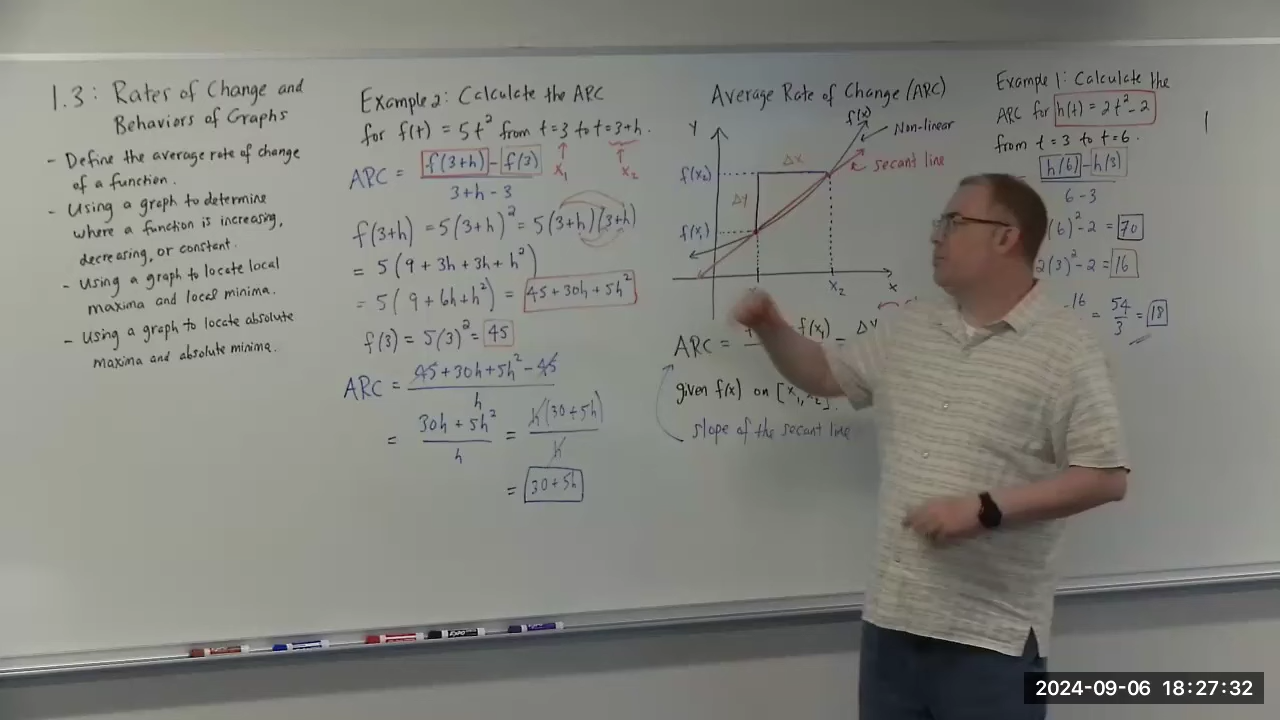 1.3: Rates of Change and
Behaviors of Graphs
- Define the average rate of change
of a function.
- Using a graph to determine
where a function is increasing,
decreasing, or constant.
- Using a graph to locate local
maxima and local minima.
- Using a graph to locate absolute
maxima and absolute minima.
Example 2: Calculate the ARC
for f(t) = 5t² from t=3 to t=3+h.
ARC = f(3+h) - f(3)
3+h-3
x₁ x₂
f(3+h) = 5(3+h)² = 5(3+h)(3+h)
= 5(9+3h+3h+h²)
= 5(9+6h+h²) = 45+30h+5h²
f(3) = 5(3)² = 45
ARC = 45+30h+5h²-45
h
= 30h+5h² = h(30+5h)
h h
= 30+5h
Average Rate of Change (ARC)
y f(x) Non-linear
Δx secant line
f(x₂)
Δy
f(x₁)
x₂ x
ARC = f(x₁) =
given f(x) on [x₁,x₂].
slope of the secant line
Example 1: Calculate the
ARC for h(t) = 2t²-2
from t=3 to t=6.
h(6) - h(3)
6-3
(6)²-2 = 70
2(3)²-2 = 16
-16 = 54 = 18
3
EXPO
2024-09-06 18:27:32